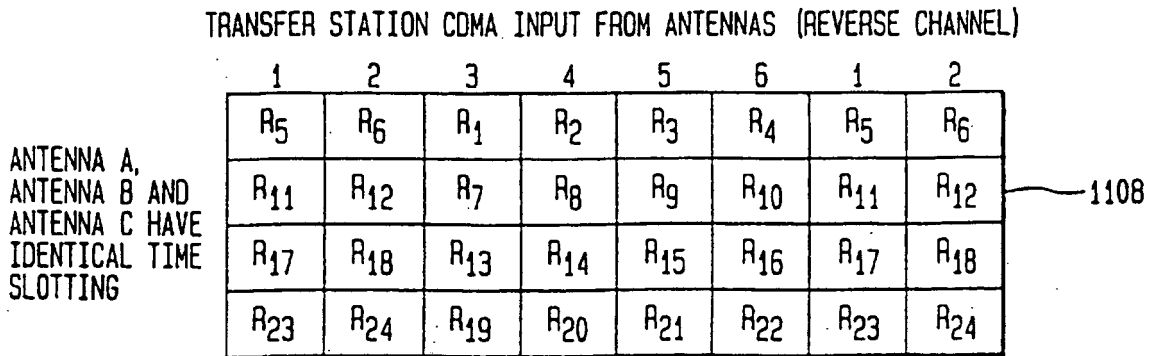 TRANSFER STATION CDMA INPUT FROM ANTENNAS (REVERSE CHANNEL)
1 2 3 4 5 6 1 2
R5 R6 R1 R2 R3 R4 R5 R6
ANTENNA A,
ANTENNA B AND
ANTENNA C HAVE
IDENTICAL TIME
SLOTTING
R11 R12 R7 R8 R9 R10 R11 R12
1108
R17 R18 R13 R14 R15 R16 R17 R18
R23 R24 R19 R20 R21 R22 R23 R24